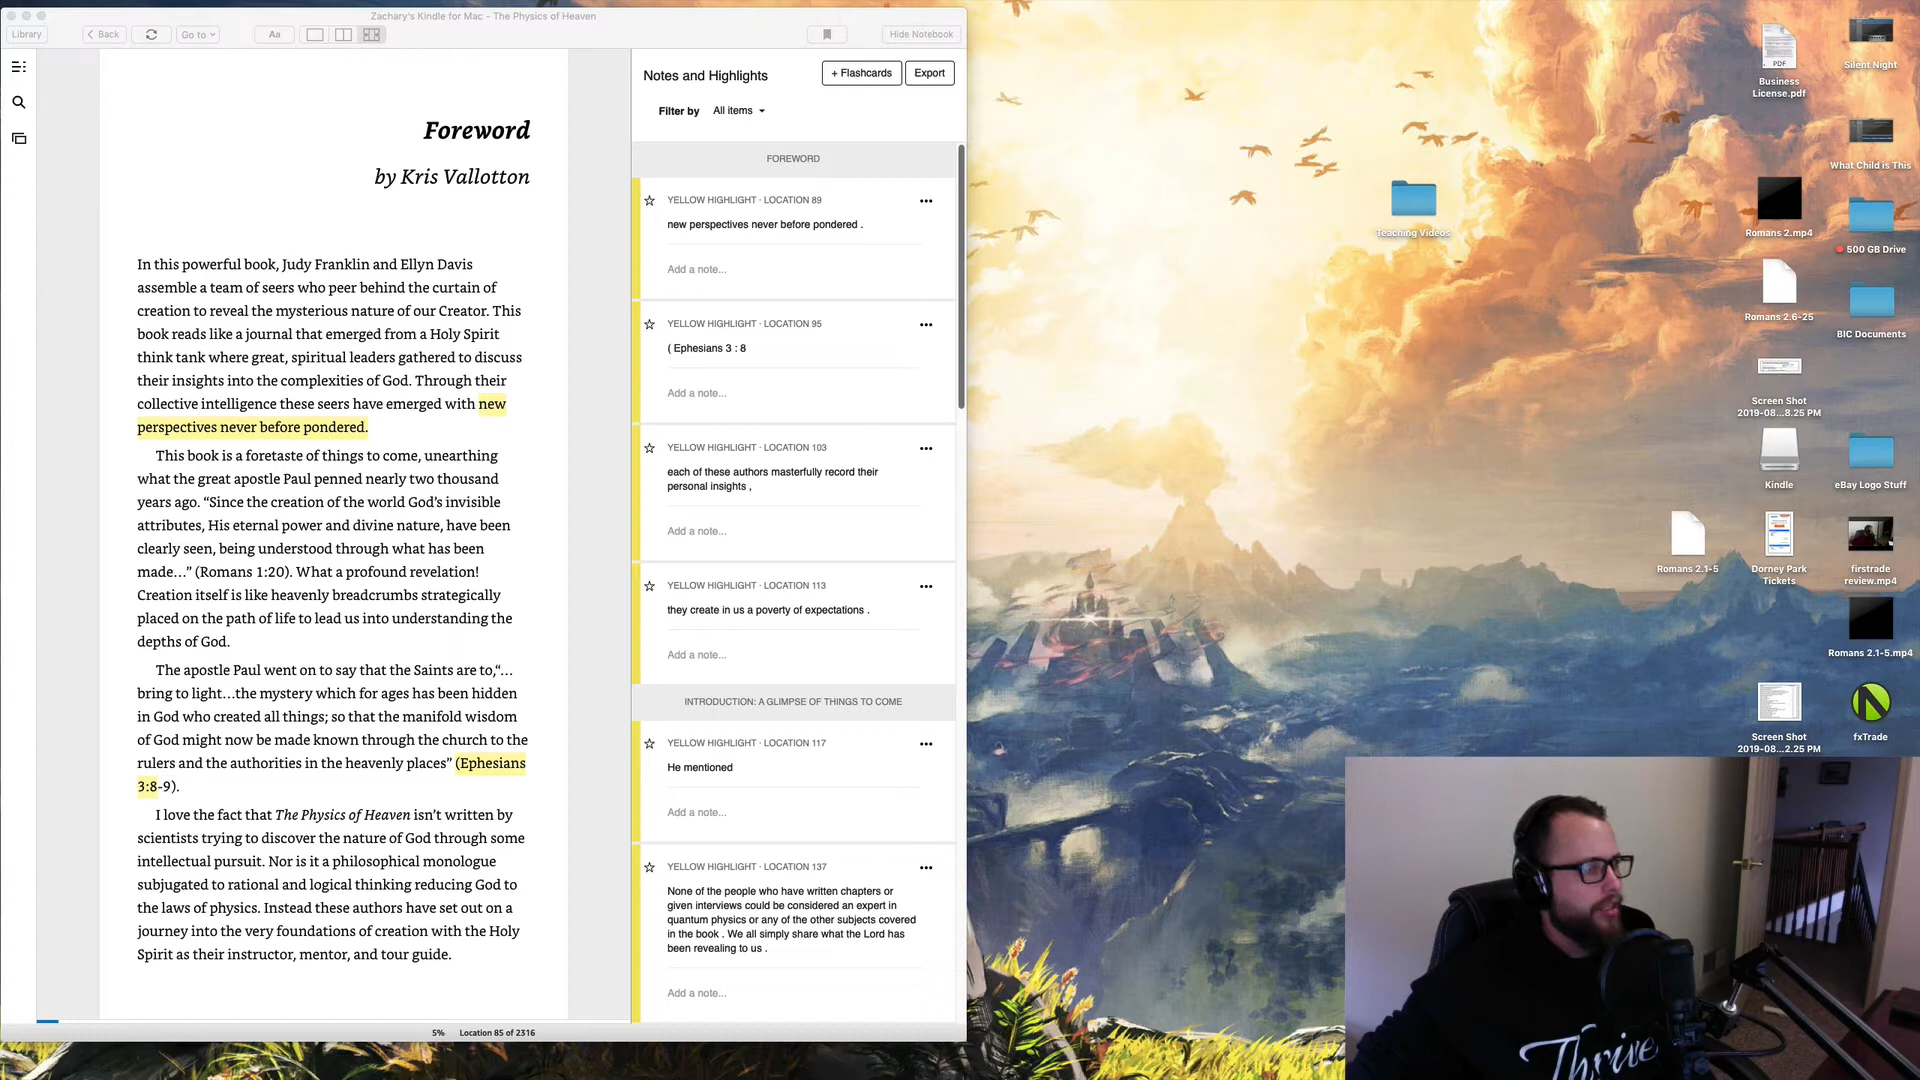 Zachary's Kindle for Mac - The Physics of Heaven
Library
Back
Go to
Aa
Hide Notebook
Foreword
by Kris Vallotton
In this powerful book, Judy Franklin and Ellyn Davis
assemble a team of seers who peer behind the curtain of
creation to reveal the mysterious nature of our Creator. This
book reads like a journal that emerged from a Holy Spirit
think tank where great, spiritual leaders gathered to discuss
their insights into the complexities of God. Through their
collective intelligence these seers have emerged with new
perspectives never before pondered.
This book is a foretaste of things to come, unearthing
what the great apostle Paul penned nearly two thousand
years ago. “Since the creation of the world God’s invisible
attributes, His eternal power and divine nature, have been
clearly seen, being understood through what has been
made…” (Romans 1:20). What a profound revelation!
Creation itself is like heavenly breadcrumbs strategically
placed on the path of life to lead us into understanding the
depths of God.
The apostle Paul went on to say that the Saints are to,“…
bring to light…the mystery which for ages has been hidden
in God who created all things; so that the manifold wisdom
of God might now be made known through the church to the
rulers and the authorities in the heavenly places” (Ephesians
3:8-9).
I love the fact that The Physics of Heaven isn’t written by
scientists trying to discover the nature of God through some
intellectual pursuit. Nor is it a philosophical monologue
subjugated to rational and logical thinking reducing God to
the laws of physics. Instead these authors have set out on a
journey into the very foundations of creation with the Holy
Spirit as their instructor, mentor, and tour guide.
5% Location 85 of 2316
Notes and Highlights
+ Flashcards
Export
Filter by All items
FOREWORD
YELLOW HIGHLIGHT · LOCATION 89
new perspectives never before pondered .
Add a note...
YELLOW HIGHLIGHT · LOCATION 95
( Ephesians 3 : 8
Add a note...
YELLOW HIGHLIGHT · LOCATION 103
each of these authors masterfully record their
personal insights ,
Add a note...
YELLOW HIGHLIGHT · LOCATION 113
they create in us a poverty of expectations .
Add a note...
INTRODUCTION: A GLIMPSE OF THINGS TO COME
YELLOW HIGHLIGHT · LOCATION 117
He mentioned
Add a note...
YELLOW HIGHLIGHT · LOCATION 137
None of the people who have written chapters or
given interviews could be considered an expert in
quantum physics or any of the other subjects covered
in the book . We all simply share what the Lord has
been revealing to us .
Add a note...
Teaching Videos
PDF
Business
License.pdf
Silent Night
What Child is This
Romans 2.mp4
500 GB Drive
Romans 2.6-25
BIC Documents
Screen Shot
2019-08...8.25 PM
Kindle
eBay Logo Stuff
Romans 2.1-5
Dorney Park
Tickets
firstrade
review.mp4
Romans 2.1-5.mp4
Screen Shot
2019-08...2.25 PM
fxTrade
Thrive